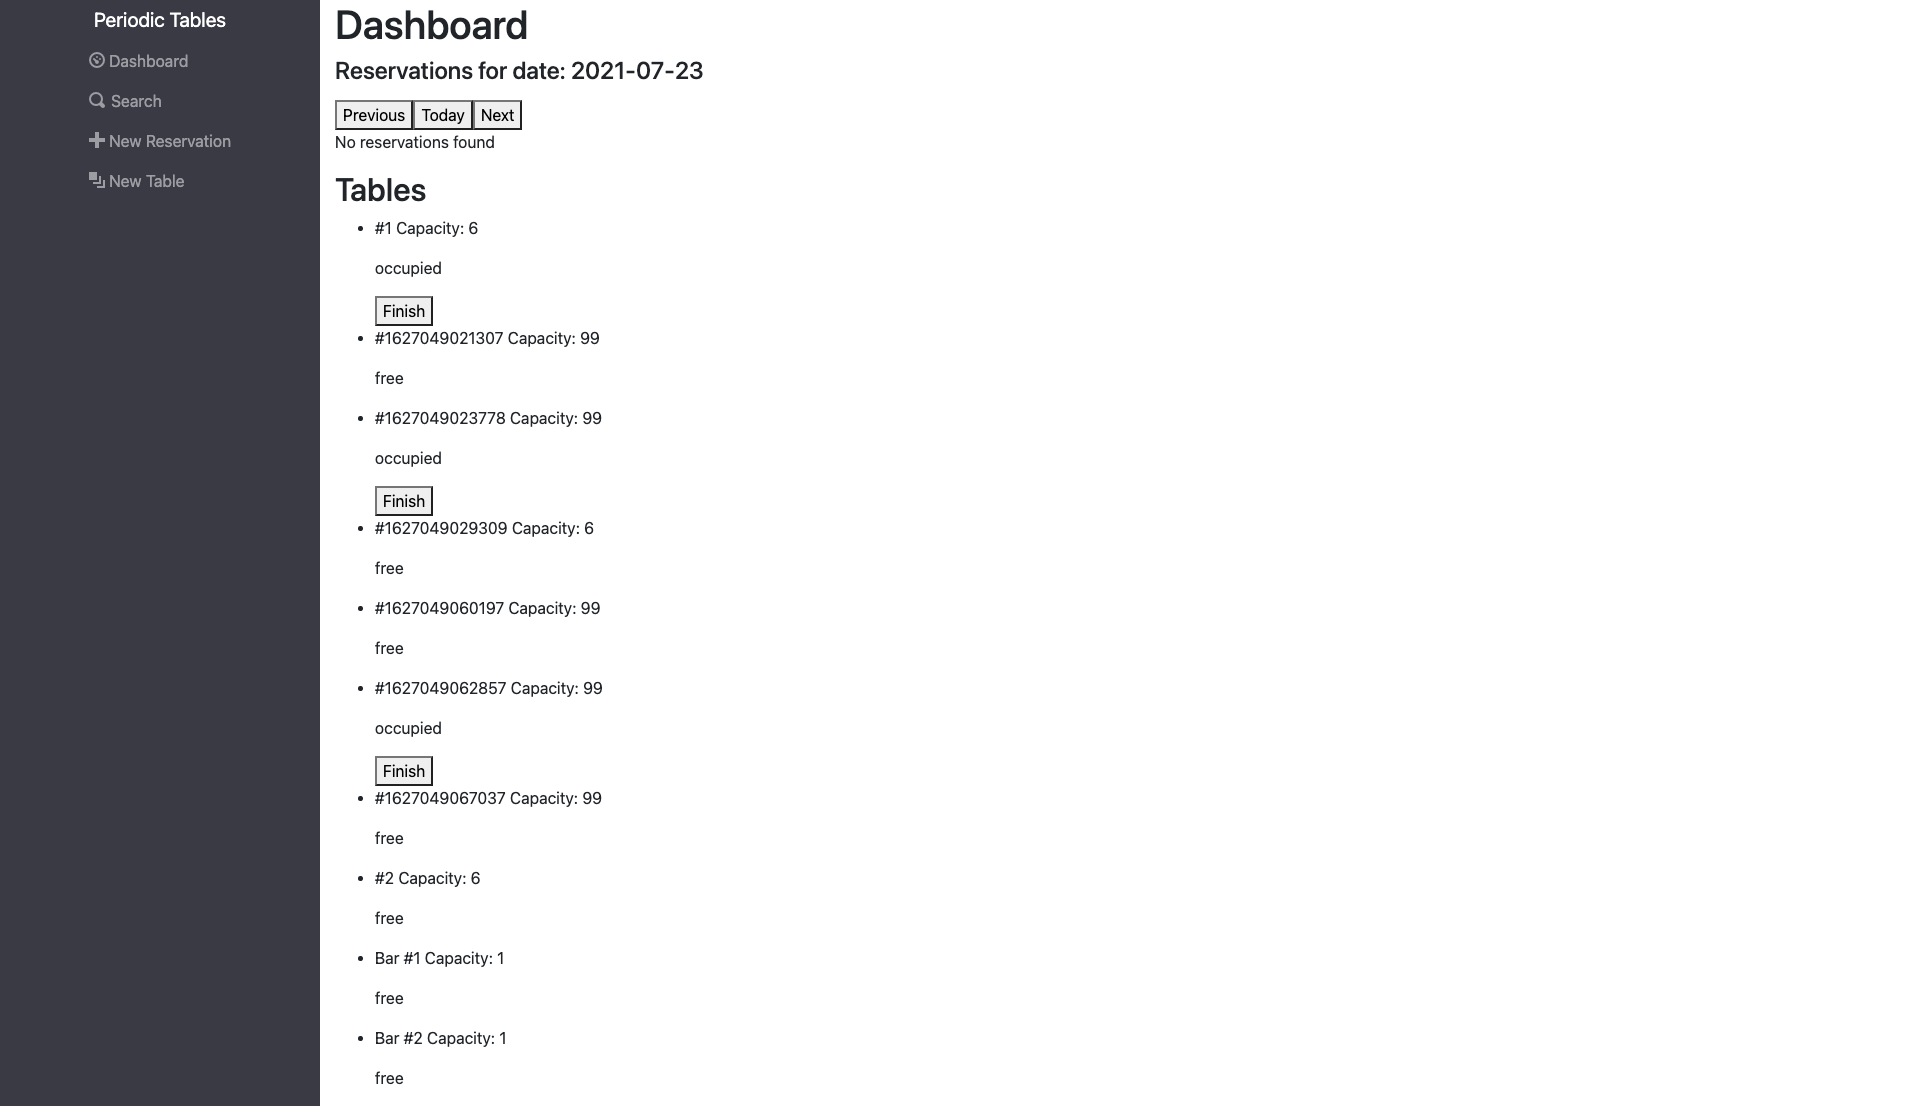 Periodic Tables
Dashboard
Search
New Reservation
New Table
Dashboard
Reservations for date: 2021-07-23
Previous Today Next
No reservations found
Tables
#1 Capacity: 6
occupied
Finish
#1627049021307 Capacity: 99
free
#1627049023778 Capacity: 99
occupied
Finish
#1627049029309 Capacity: 6
free
#1627049060197 Capacity: 99
free
#1627049062857 Capacity: 99
occupied
Finish
#1627049067037 Capacity: 99
free
#2 Capacity: 6
free
Bar #1 Capacity: 1
free
Bar #2 Capacity: 1
free